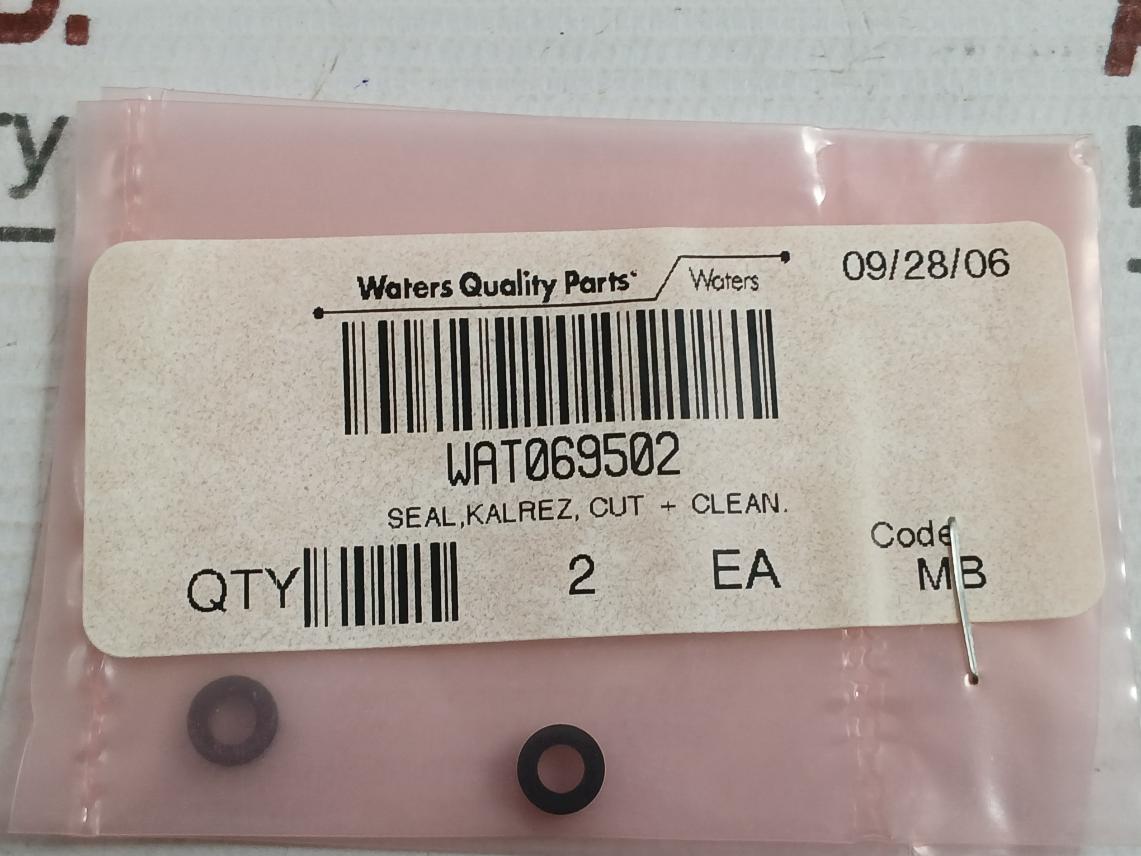 Waters Quality Parts
Waters
09/28/06
WAT069502
SEAL,KALREZ, CUT + CLEAN.
Code
QTY 2 EA MB